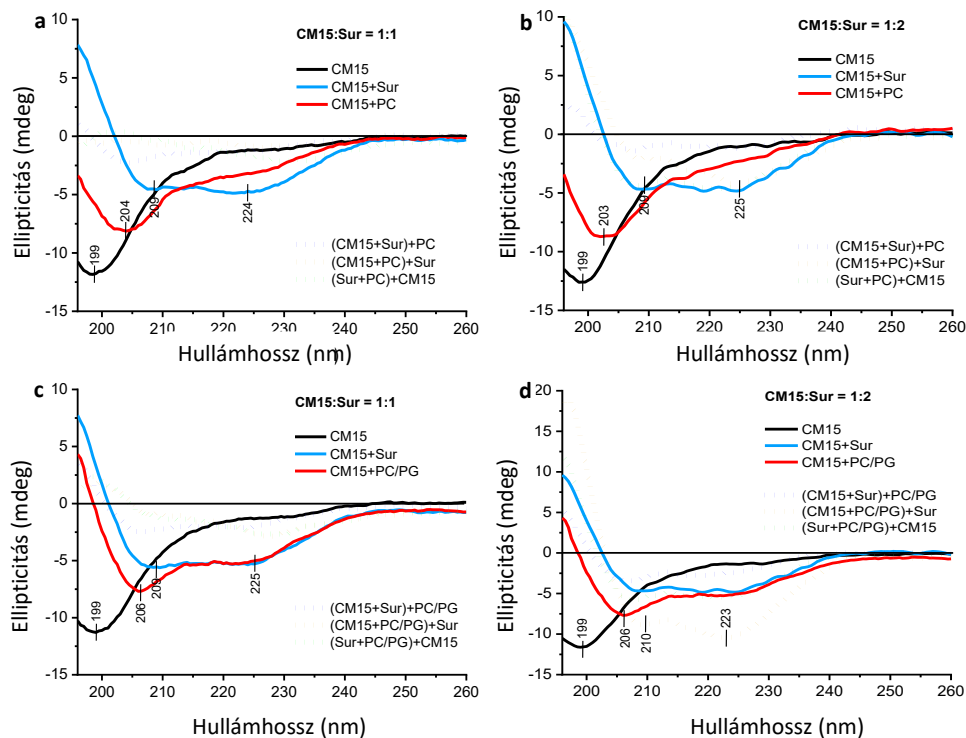 a
CM15:Sur = 1:1
CM15
CM15+Sur
CM15+PC
(CM15+Sur)+PC
(CM15+PC)+Sur
(Sur+PC)+CM15
10
5
0
-5
-10
-15
199
204
209
224
200
210
220
230
240
250
260
Ellipticitás (mdeg)
Hullámhossz (nm)
b
CM15:Sur = 1:2
CM15
CM15+Sur
CM15+PC
(CM15+Sur)+PC
(CM15+PC)+Sur
(Sur+PC)+CM15
10
5
0
-5
-10
-15
199
203
209
225
200
210
220
230
240
250
260
Ellipticitás (mdeg)
Hullámhossz (nm)
c
CM15:Sur = 1:1
CM15
CM15+Sur
CM15+PC/PG
(CM15+Sur)+PC/PG
(CM15+PC/PG)+Sur
(Sur+PC/PG)+CM15
10
5
0
-5
-10
-15
199
206
209
225
200
210
220
230
240
250
260
Ellipticitás (mdeg)
Hullámhossz (nm)
d
CM15:Sur = 1:2
CM15
CM15+Sur
CM15+PC/PG
(CM15+Sur)+PC/PG
(CM15+PC/PG)+Sur
(Sur+PC/PG)+CM15
20
15
10
5
0
-5
-10
-15
199
206
210
223
200
210
220
230
240
250
260
Ellipticitás (mdeg)
Hullámhossz (nm)